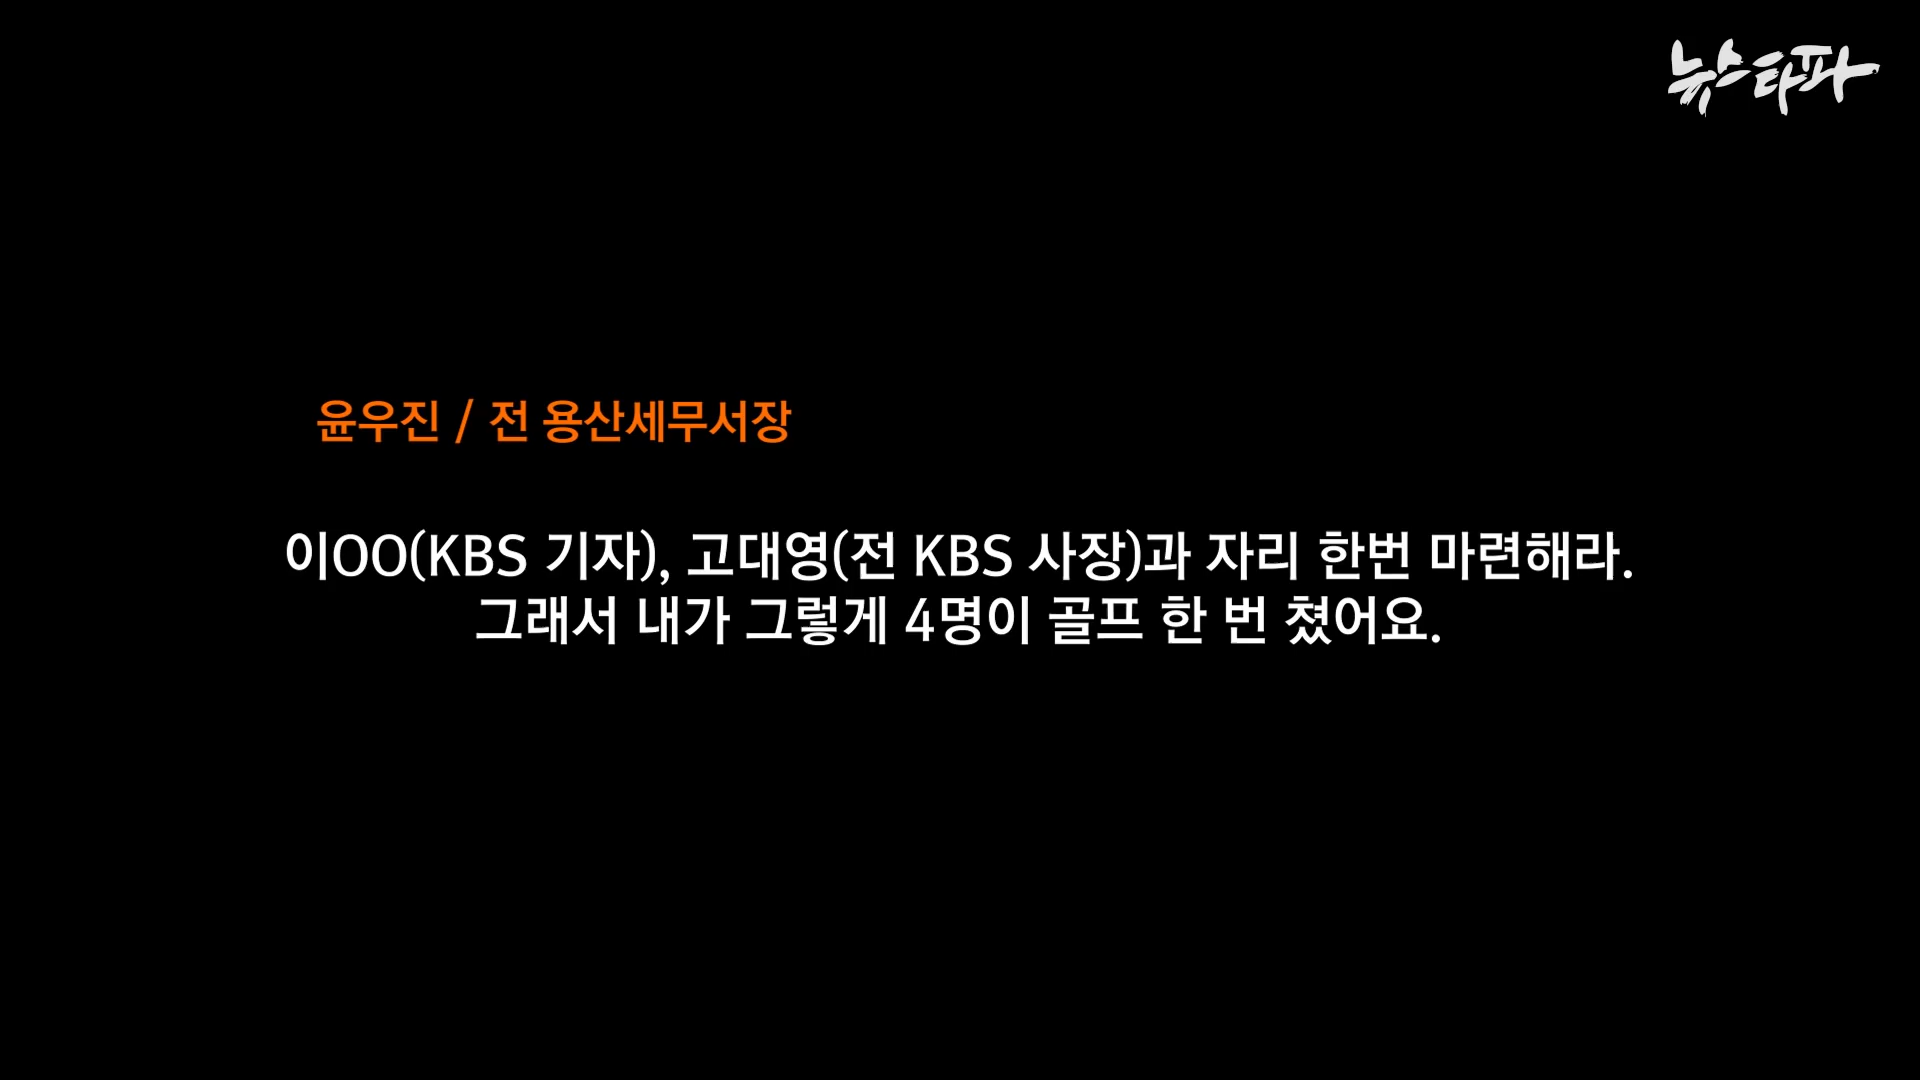 뉴스타파
윤우진 / 전 용산세무서장
이OO(KBS 기자), 고대영(전 KBS 사장)과 자리 한번 마련해라.
그래서 내가 그렇게 4명이 골프 한 번 쳤어요.